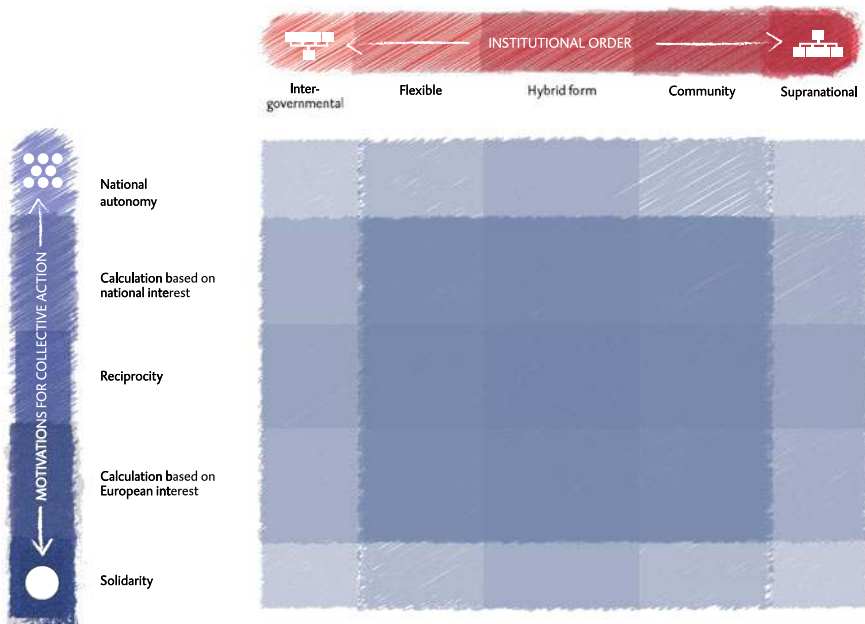 INSTITUTIONAL ORDER
Inter-
governmental
Flexible
Hybrid form
Community
Supranational
MOTIVATIONS FOR COLLECTIVE ACTION
National
autonomy
Calculation based on
national interest
Reciprocity
Calculation based on
European interest
Solidarity